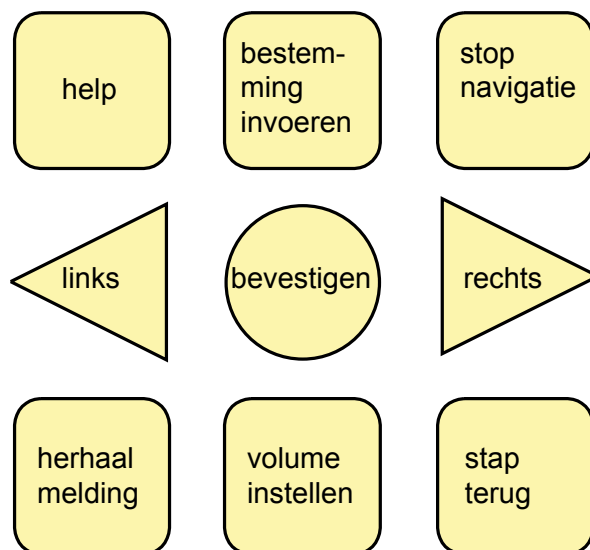 help
bestem-
ming
invoeren
stop
navigatie
links
bevestigen
rechts
herhaal
melding
volume
instellen
stap
terug